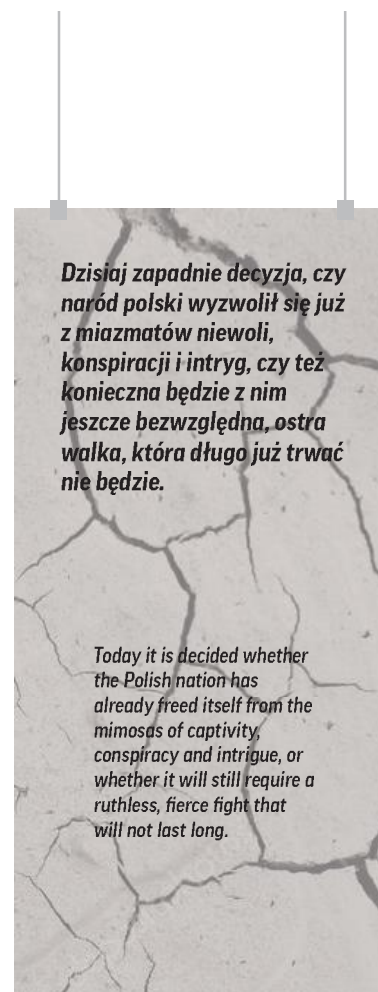 Dzisiaj zapadnie decyzja, czy
naród polski wyzwolił się już
z miazmatów niewoli,
konspiracji i intryg, czy też
konieczna będzie z nim
jeszcze bezwzględna, ostra
walka, która długo już trwać
nie będzie.
Today it is decided whether
the Polish nation has
already freed itself from the
mimosas of captivity,
conspiracy and intrigue, or
whether it will still require a
ruthless, fierce fight that
will not last long.